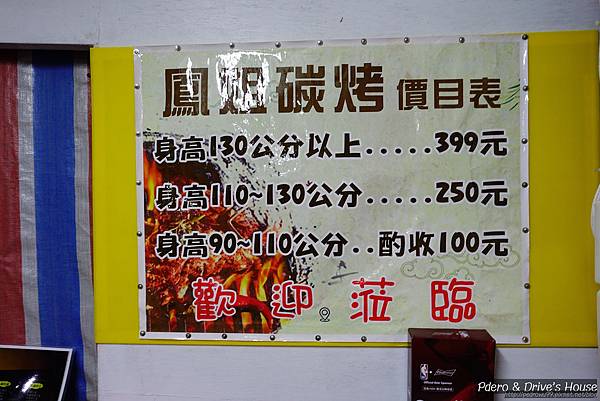 鳳姐碳烤 價目表
身高130公分以上.....399元
身高110~130公分.....250元
身高90~110公分..酌收100元
歡迎蒞臨
NBA
Pdero & Drive's House